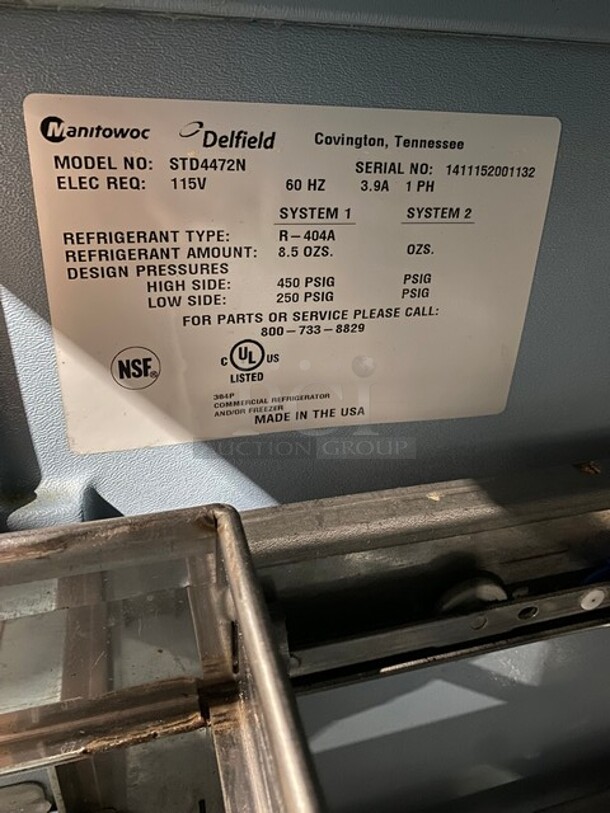 Manitowoc Delfield Covington, Tennessee
MODEL NO: STD4472N SERIAL NO: 1411152001132
ELEC REQ: 115V 60 HZ 3.9A 1 PH
SYSTEM 1 SYSTEM 2
REFRIGERANT TYPE: R-404A
REFRIGERANT AMOUNT: 8.5 OZS. OZS.
DESIGN PRESSURES
HIGH SIDE: 450 PSIG PSIG
LOW SIDE: 250 PSIG PSIG
FOR PARTS OR SERVICE PLEASE CALL:
800-733-8829
NSF®
C UL US
LISTED
384P
COMMERCIAL REFRIGERATOR
AND/OR FREEZER
MADE IN THE USA
AUCTION GROUP